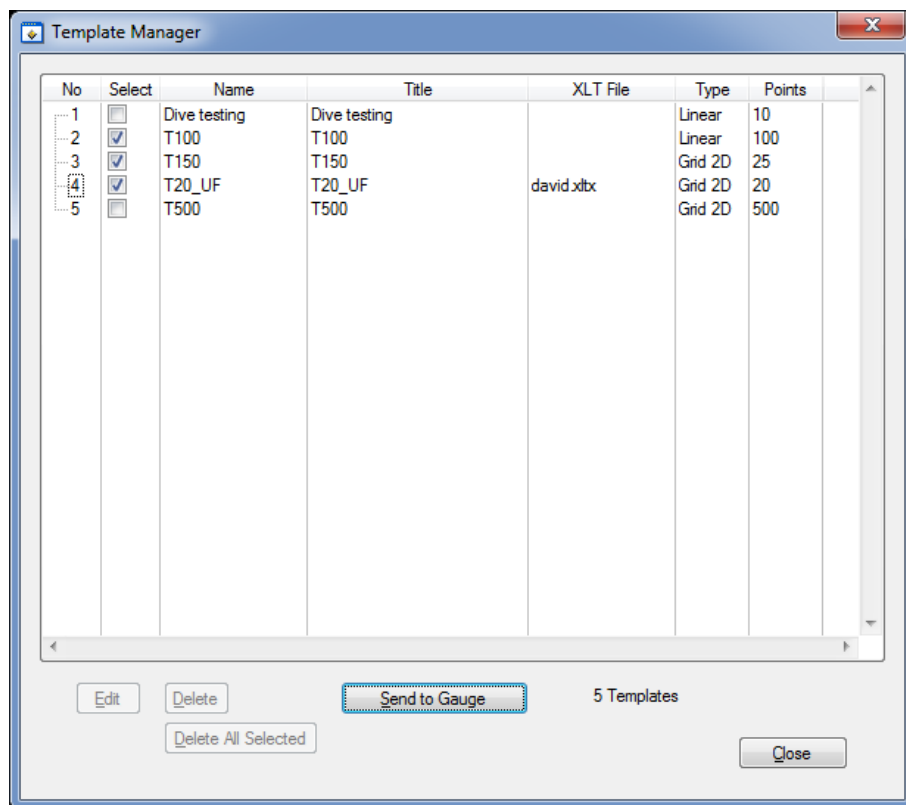 Template Manager
No Select Name Title XLT File Type Points
1 Dive testing Dive testing Linear 10
2 T100 T100 Linear 100
3 T150 T150 Grid 2D 25
4 T20_UF T20_UF david.xltx Grid 2D 20
5 T500 T500 Grid 2D 500
Edit Delete Send to Gauge 5 Templates
Delete All Selected
Close